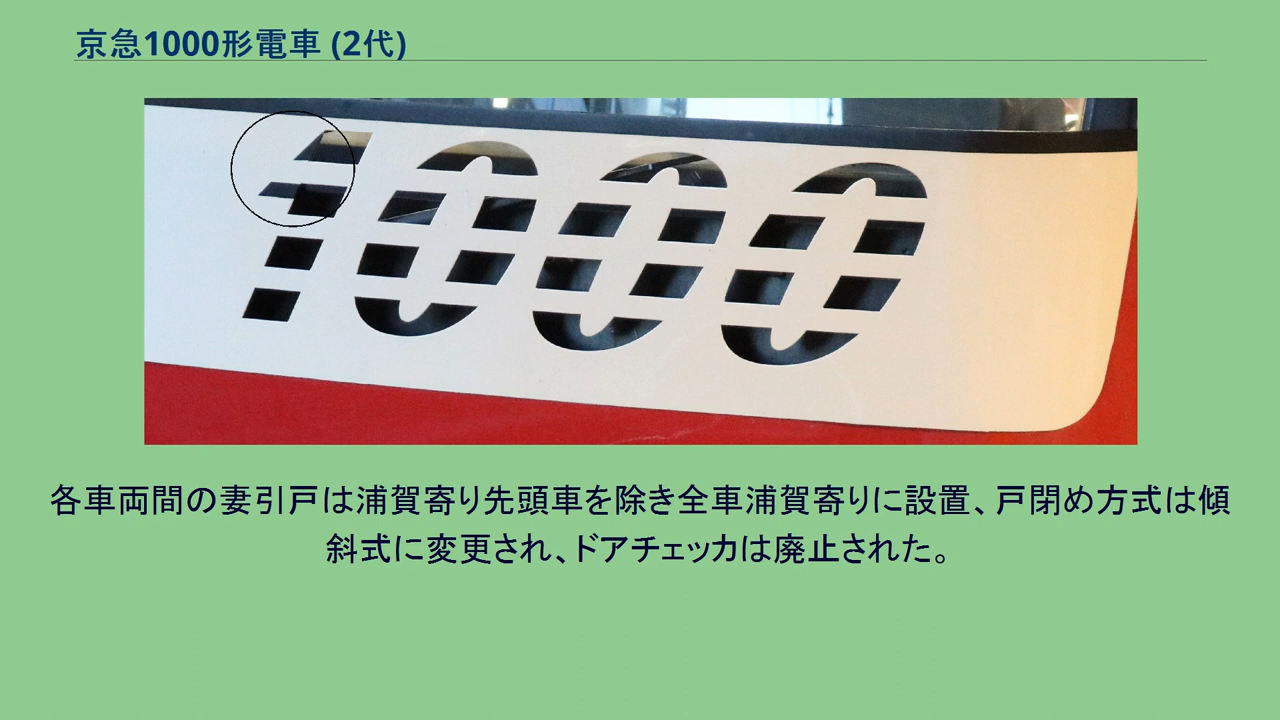 京急1000形電車 (2代)
1000
各車両間の妻引戸は浦賀寄り先頭車を除き全車浦賀寄りに設置、戸閉め方式は傾
斜式に変更され、ドアチェッカは廃止された。